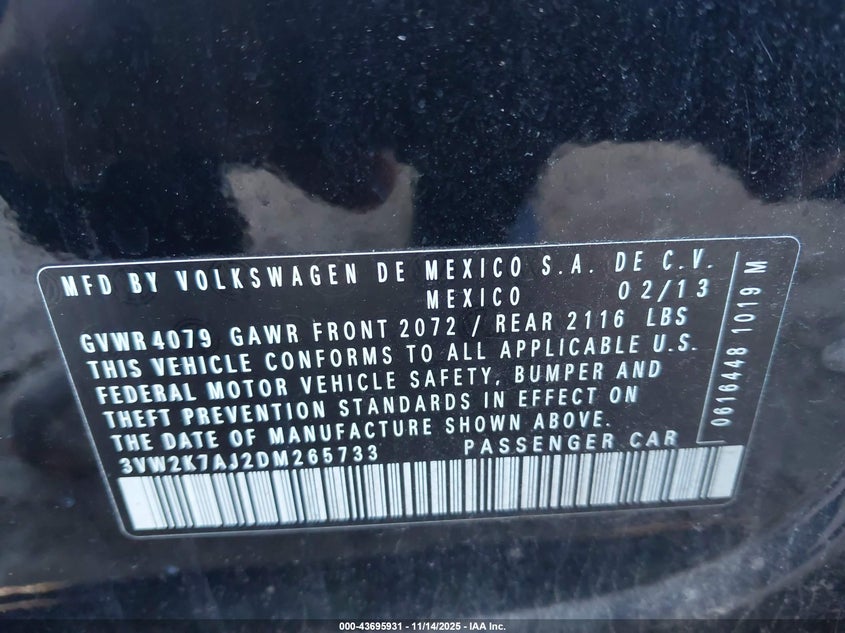 MFD BY VOLKSWAGEN DE MEXICO S.A. DE C.V.
MEXICO 02/13
GVWR 4079 GAWR FRONT 2072 / REAR 2116 LBS
THIS VEHICLE CONFORMS TO ALL APPLICABLE U.S.
FEDERAL MOTOR VEHICLE SAFETY, BUMPER AND
THEFT PREVENTION STANDARDS IN EFFECT ON
THE DATE OF MANUFACTURE SHOWN ABOVE.
3VW2K7AJ2DM265733 PASSENGER CAR
0616448 1019 M
000-43695931 - 11/14/2025 - IAA Inc.